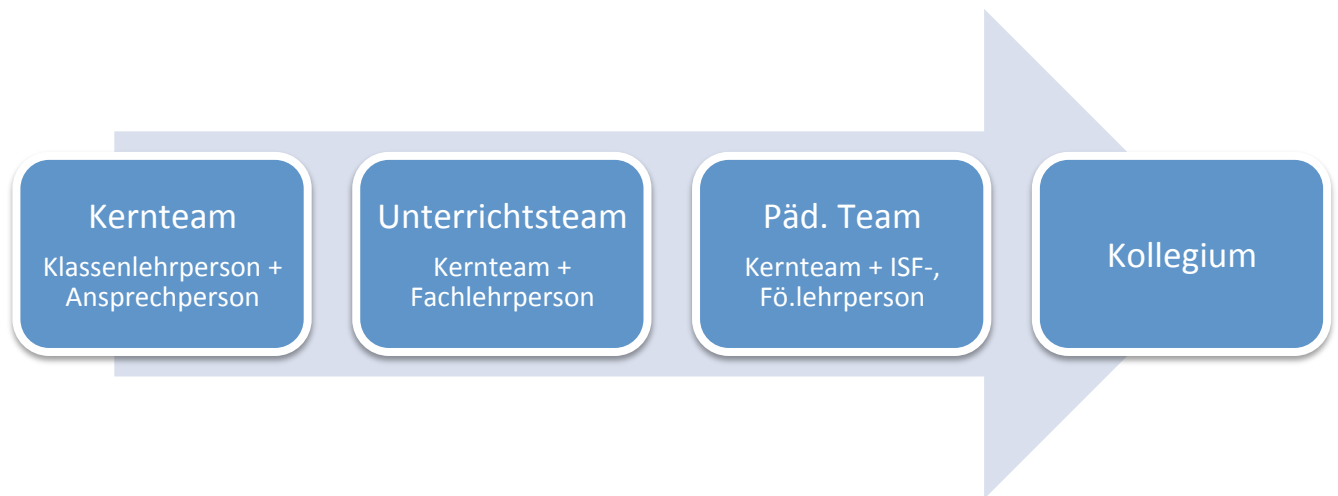 Kernteam
Klassenlehrperson +
Ansprechperson
Unterrichtsteam
Kernteam +
Fachlehrperson
Päd. Team
Kernteam + ISF-,
Fö.lehrperson
Kollegium